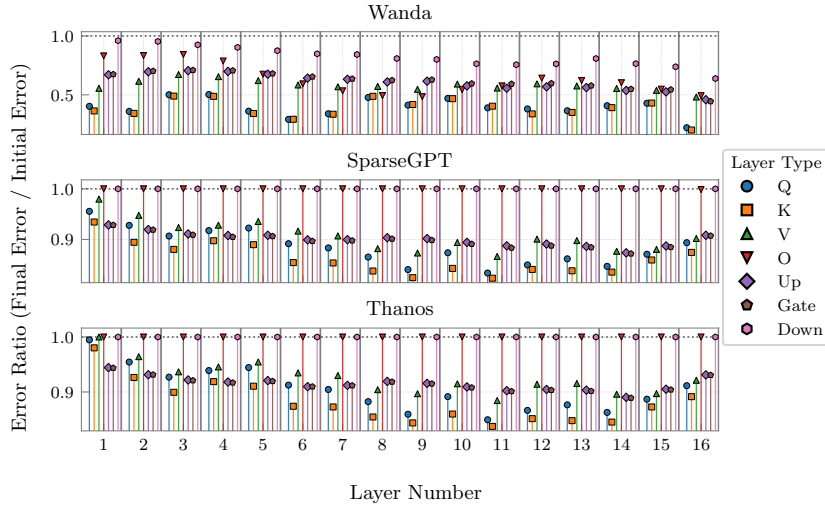 Wanda
1.0
0.5
SparseGPT
1.0
0.9
Thanos
1.0
0.9
1 2 3 4 5 6 7 8 9 10 11 12 13 14 15 16
Layer Number
Error Ratio (Final Error / Initial Error)
Layer Type
Q
K
V
O
Up
Gate
Down